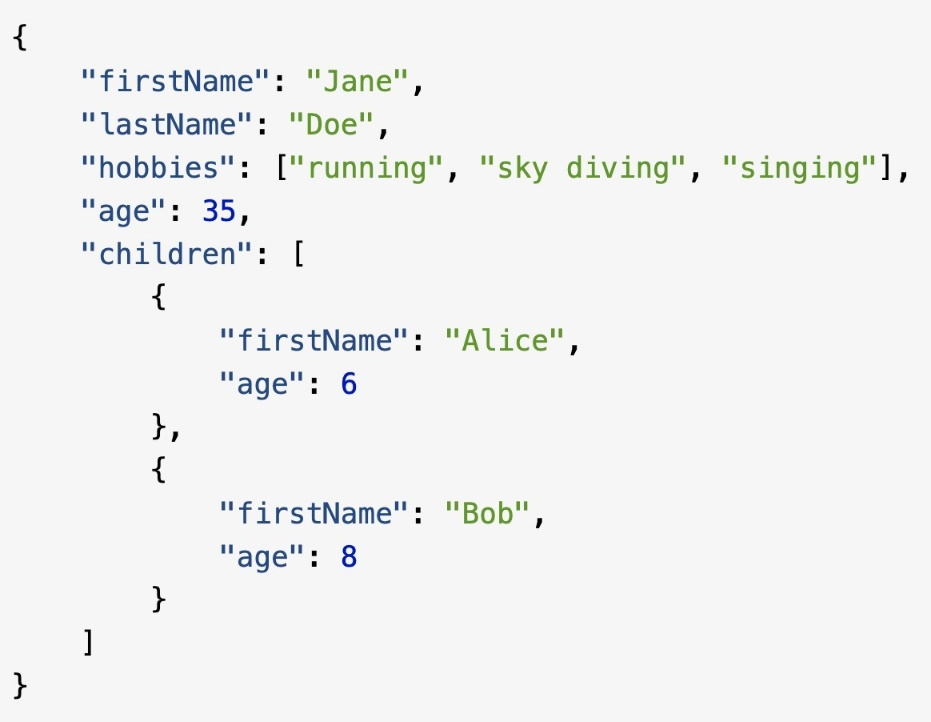 {
    "firstName": "Jane",
    "lastName": "Doe",
    "hobbies": ["running", "sky diving", "singing"],
    "age": 35,
    "children": [
        {
            "firstName": "Alice",
            "age": 6
        },
        {
            "firstName": "Bob",
            "age": 8
        }
    ]
}